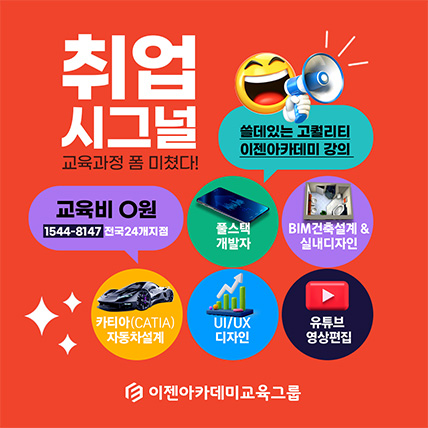 취업
시그널
교육과정 폼 미쳤다!
쓸데있는 고퀄리티
이젠아카데미 강의
교육비 0원
1544-8147 전국24개지점
풀스택
개발자
BIM건축설계 &
실내디자인
카티아(CATIA)
자동차설계
UI/UX
디자인
유튜브
영상편집
이젠아카데미교육그룹